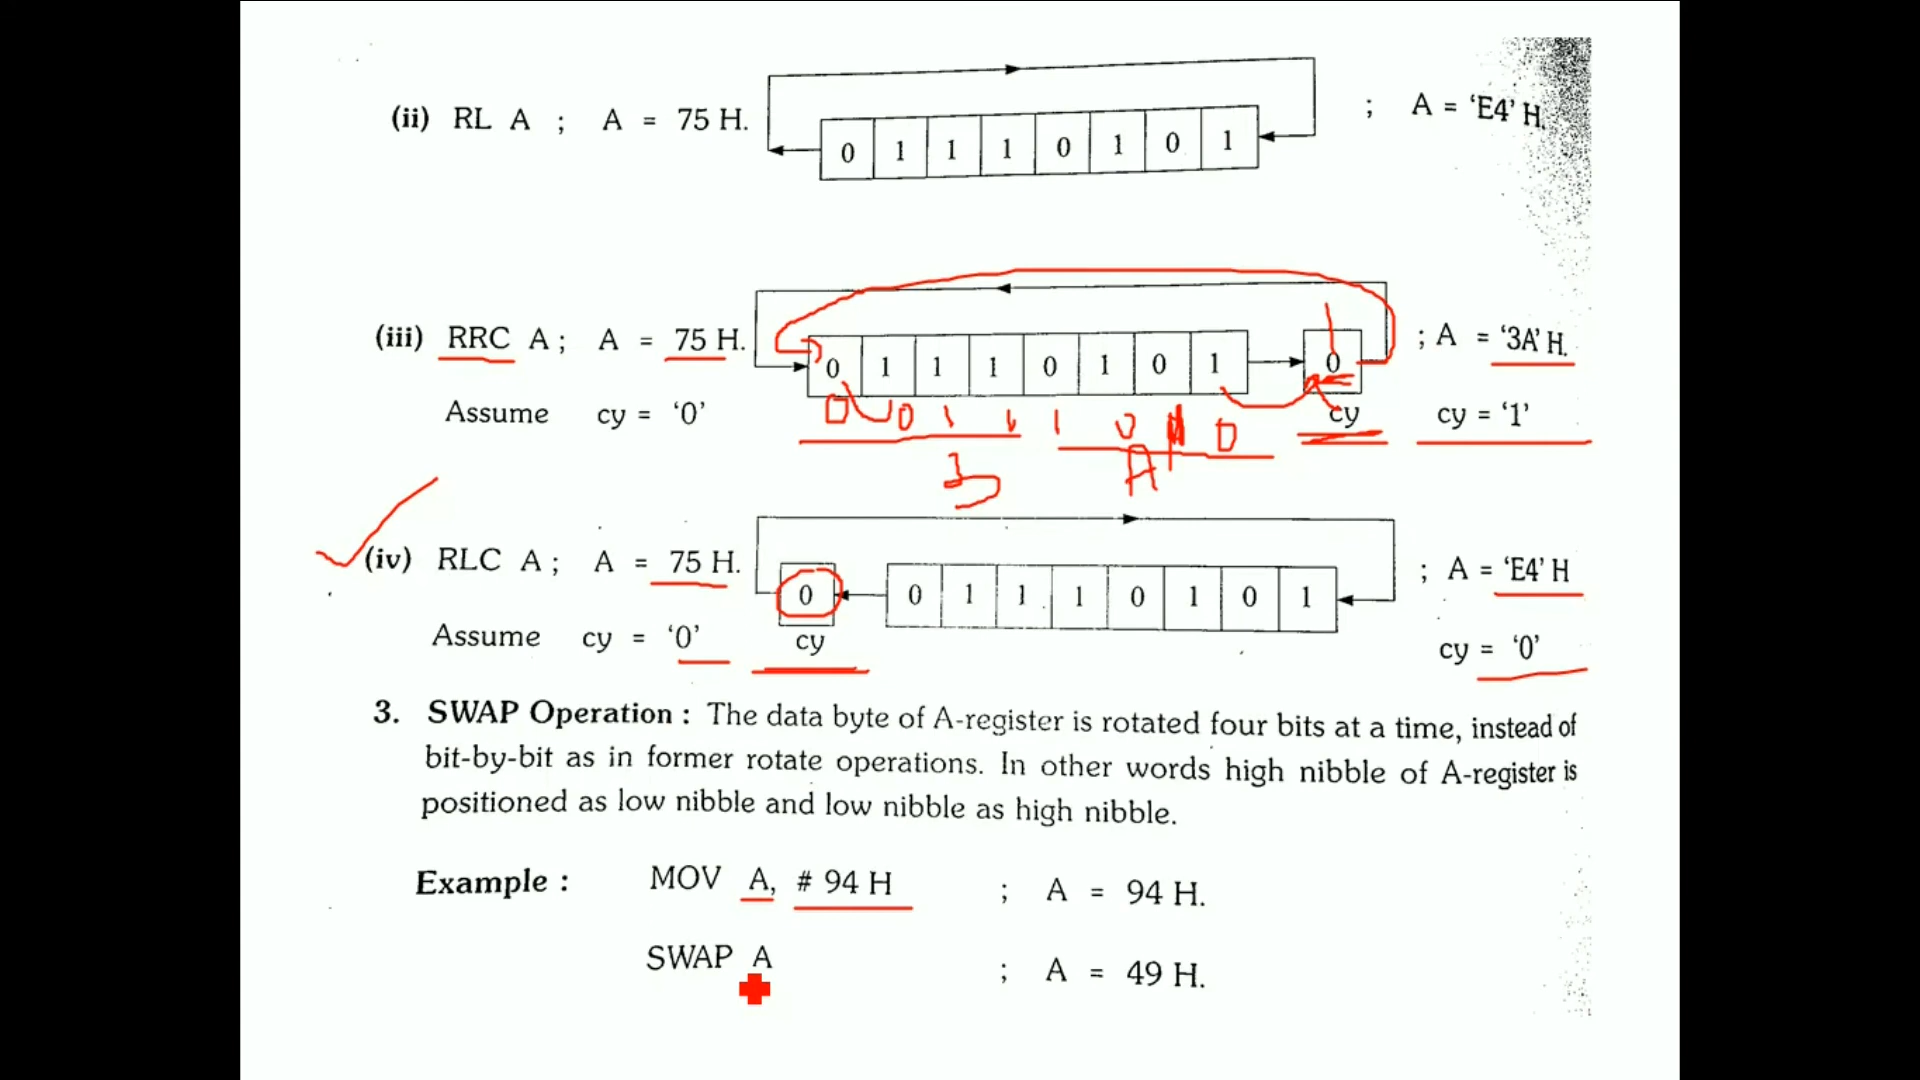 (ii) RL A ; A = 75 H. 0 1 1 1 0 1 0 1 ; A = ‘E4’ H.
(iii) RRC A ; A = 75 H. 0 1 1 1 0 1 0 1 0 ; A = ‘3A’ H.
Assume cy = ‘0’ cy cy = ‘1’
0 0 1 1 1 0 1 0
3 A
(iv) RLC A ; A = 75 H. 0 0 1 1 1 0 1 0 1 ; A = ‘E4’ H
Assume cy = ‘0’ cy cy = ‘0’
3. SWAP Operation : The data byte of A-register is rotated four bits at a time, instead of
bit-by-bit as in former rotate operations. In other words high nibble of A-register is
positioned as low nibble and low nibble as high nibble.
Example : MOV A, # 94 H ; A = 94 H.
SWAP A ; A = 49 H.